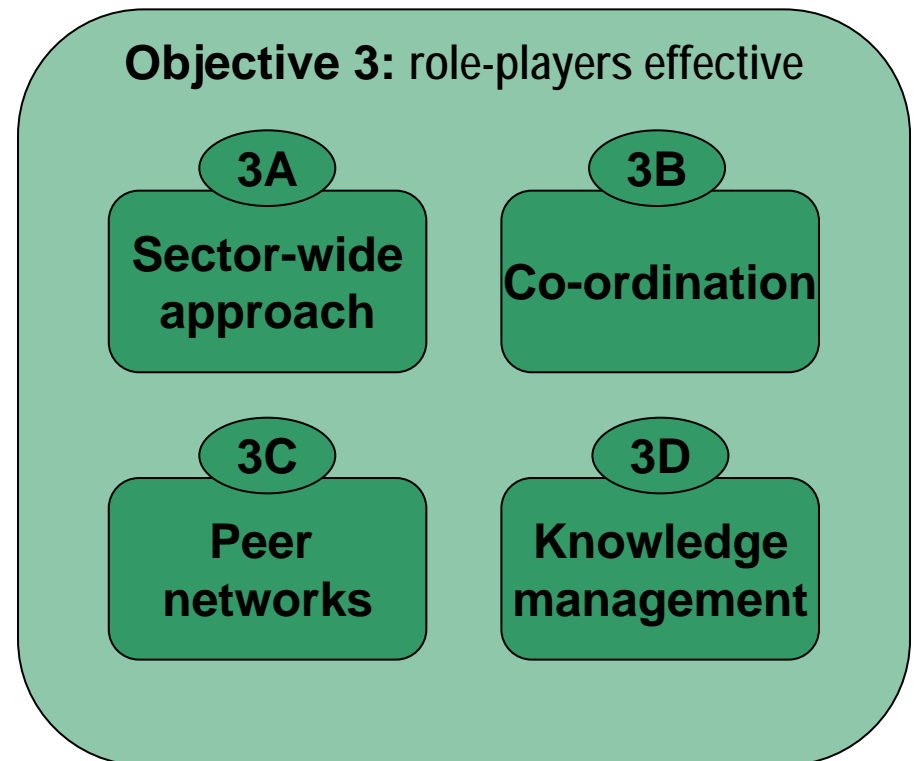 Objective 3: role-players effective
3A
Sector-wide
approach
3B
Co-ordination
3C
Peer
networks
3D
Knowledge
management